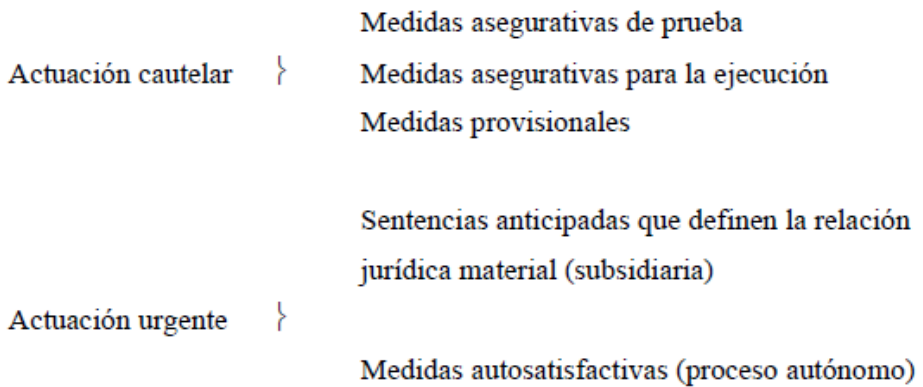 Medidas asegurativas de prueba
Actuación cautelar } Medidas asegurativas para la ejecución
Medidas provisionales
Sentencias anticipadas que definen la relación
jurídica material (subsidiaria)
Actuación urgente }
Medidas autosatisfactivas (proceso autónomo)